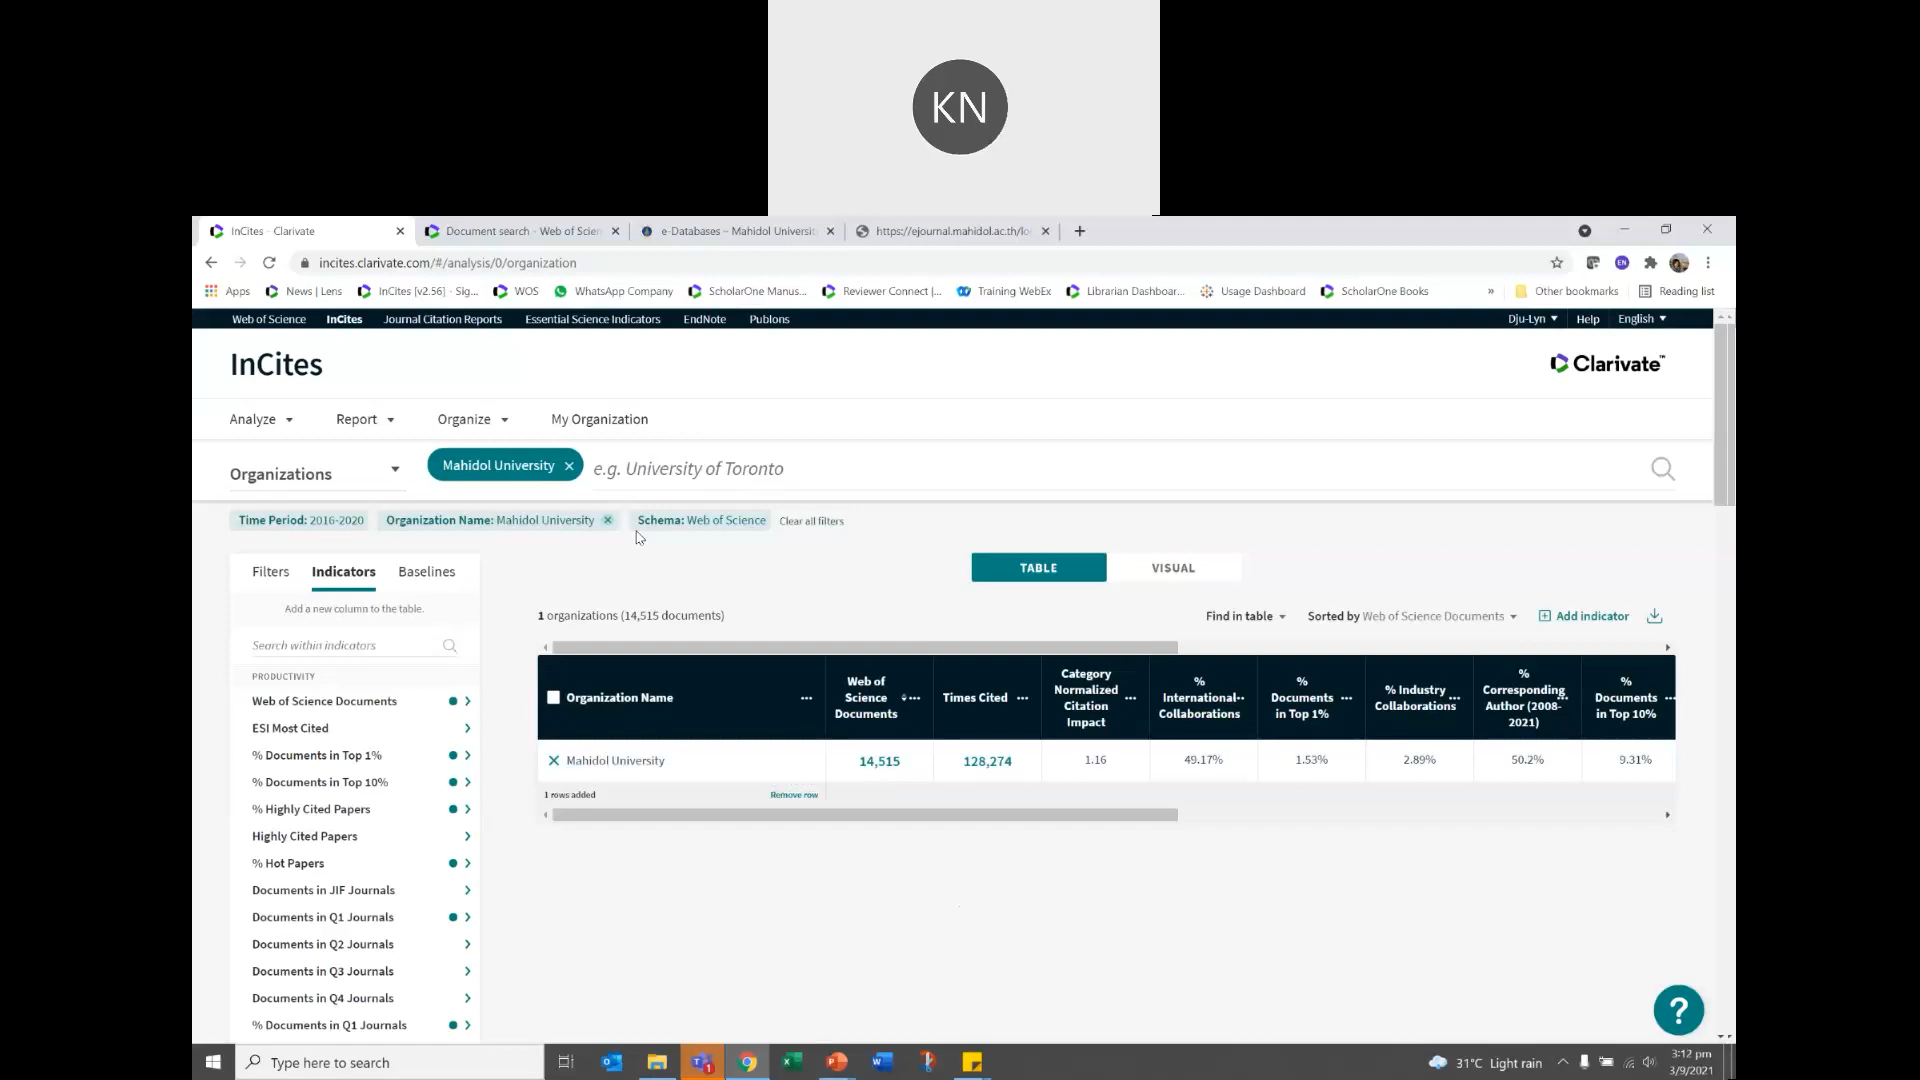 KN
InCites - Clarivate
Document search - Web of Scien
e-Databases – Mahidol Universit
https://ejournal.mahidol.ac.th/lo
incites.clarivate.com/#/analysis/0/organization
Apps
News | Lens
InCites [v2.56] - Sig...
WOS
WhatsApp Company
ScholarOne Manus...
Reviewer Connect |...
Training WebEx
Librarian Dashboar...
Usage Dashboard
ScholarOne Books
»
Other bookmarks
Reading list
Web of Science
InCites
Journal Citation Reports
Essential Science Indicators
EndNote
Publons
Dju-Lyn
Help
English
InCites
Clarivate™
Analyze
Report
Organize
My Organization
Organizations
Mahidol University
e.g. University of Toronto
Time Period: 2016-2020
Organization Name: Mahidol University
Schema: Web of Science
Clear all filters
Filters
Indicators
Baselines
TABLE
VISUAL
Add a new column to the table.
1 organizations (14,515 documents)
Find in table
Sorted by Web of Science Documents
Add indicator
Search within indicators
PRODUCTIVITY
Web of Science Documents
ESI Most Cited
% Documents in Top 1%
% Documents in Top 10%
% Highly Cited Papers
Highly Cited Papers
% Hot Papers
Documents in JIF Journals
Documents in Q1 Journals
Documents in Q2 Journals
Documents in Q3 Journals
Documents in Q4 Journals
% Documents in Q1 Journals
Organization Name
Web of
Science
Documents
Times Cited
Category
Normalized
Citation
Impact
%
International
Collaborations
%
Documents
in Top 1%
% Industry
Collaborations
%
Corresponding
Author (2008-
2021)
%
Documents
in Top 10%
Mahidol University
14,515
128,274
1.16
49.17%
1.53%
2.89%
50.2%
9.31%
1 rows added
Remove row
?
Type here to search
31°C Light rain
3:12 pm
3/9/2021